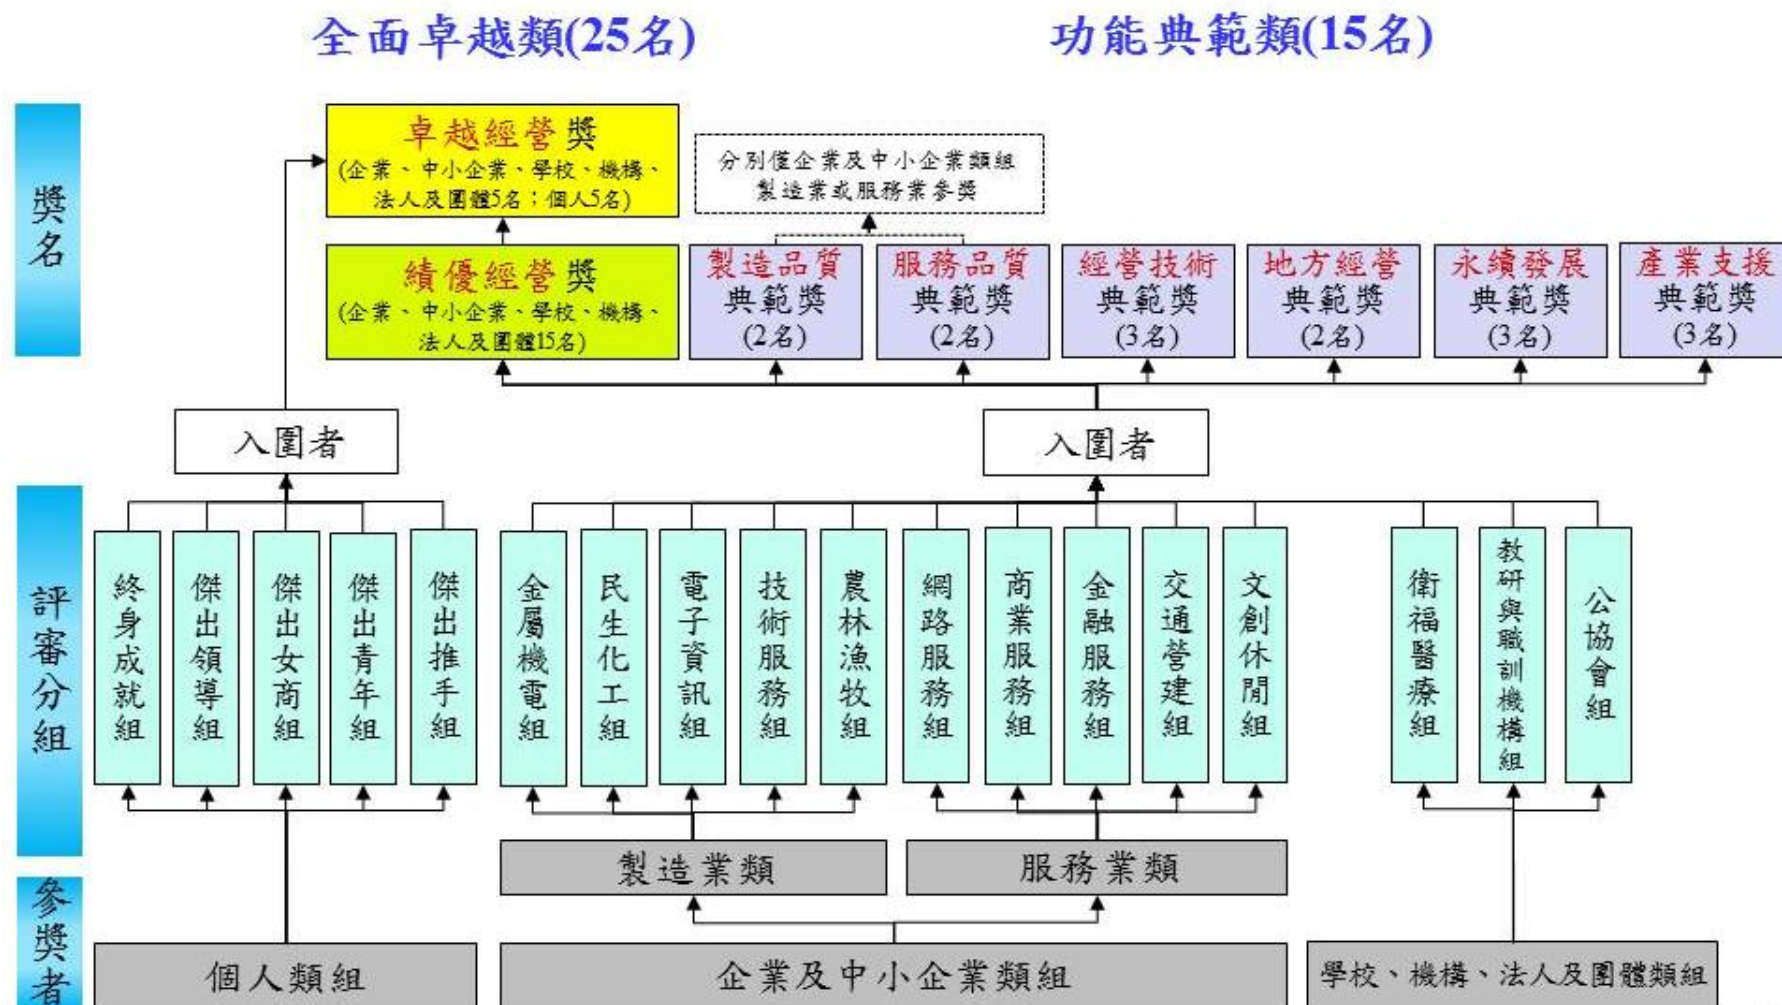 全面卓越類(25名)
功能典範類(15名)
獎名
卓越經營獎
(企業、中小企業、學校、機構、
法人及團體5名；個人5名)
分別僅企業及中小企業類組
製造業或服務業參獎
績優經營獎
(企業、中小企業、學校、機構、
法人及團體15名)
製造品質
典範獎
(2名)
服務品質
典範獎
(2名)
經營技術
典範獎
(3名)
地方經營
典範獎
(2名)
永續發展
典範獎
(3名)
產業支援
典範獎
(3名)
入圍者
入圍者
評審分組
終身成就組
傑出領導組
傑出女商組
傑出青年組
傑出推手組
金屬機電組
民生化工組
電子資訊組
技術服務組
農林漁牧組
網路服務組
商業服務組
金融服務組
交通營建組
文創休閒組
衛福醫療組
教研與職訓機構組
公協會組
製造業類
服務業類
參獎者
個人類組
企業及中小企業類組
學校、機構、法人及團體類組